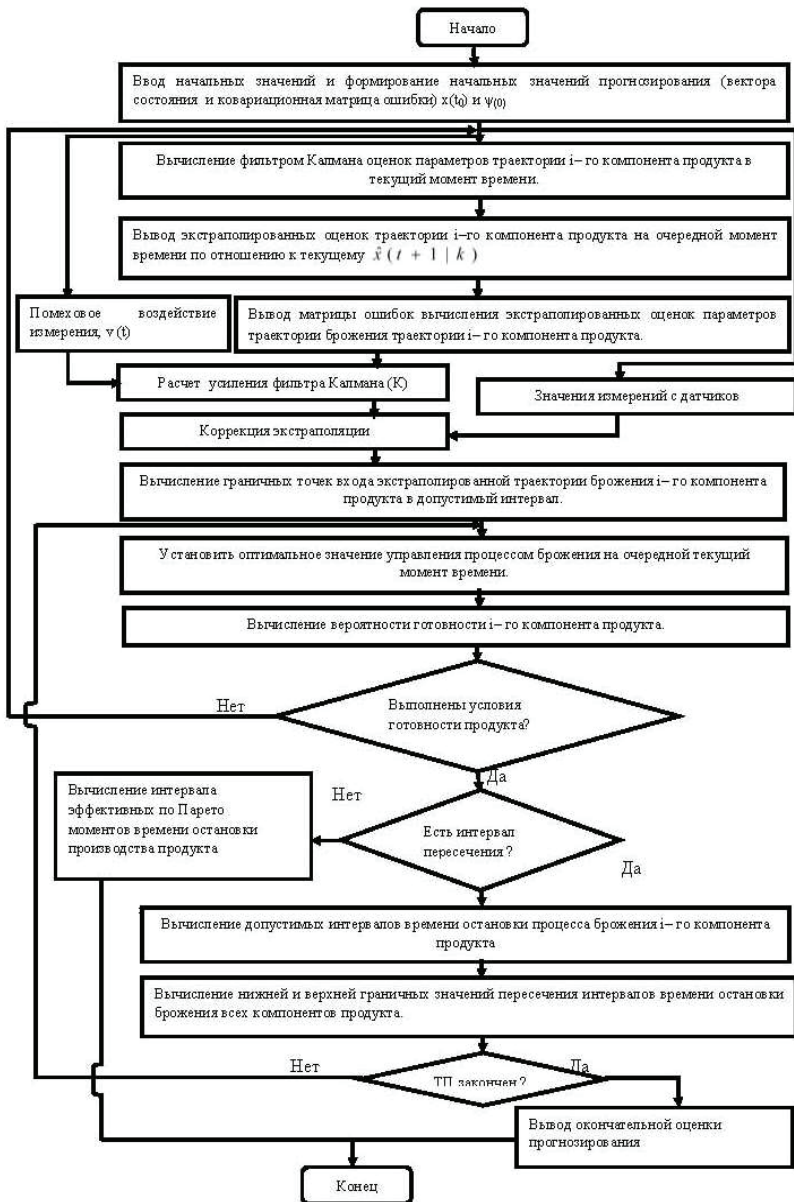 Начало
Ввод начальных значений и формирование начальных значений прогнозирования (вектора
состояния и ковариационная матрица ошибки) x(t₀) и ψ₍₀₎
Вычисление фильтром Калмана оценок параметров траектории i– го компонента продукта в
текущий момент времени.
Вывод экстраполированных оценок траектории i–го компонента продукта на очередной момент
времени по отношению к текущему x̂ ( t + 1 | k )
Помеховое воздействие
измерения, v (t)
Вывод матрицы ошибок вычисления экстраполированных оценок параметров
траектории брожения траектории i– го компонента продукта.
Расчет усиления фильтра Калмана (К)
Значения измерений с датчиков
Коррекция экстраполяции
Вычисление граничных точек входа экстраполированной траектории брожения i– го компонента
продукта в допустимый интервал.
Установить оптимальное значение управления процессом брожения на очередной текущий
момент времени.
Вычисление вероятности готовности i– го компонента продукта.
Нет
Выполнены условия
готовности продукта?
Да
Вычисление интервала
эффективных по Парето
моментов времени остановки
производства продукта
Нет
Есть интервал
пересечения ?
Да
Вычисление допустимых интервалов времени остановки процесса брожения i– го компонента
продукта
Вычисление нижней и верхней граничных значений пересечения интервалов времени остановки
брожения всех компонентов продукта.
Нет
ТП закончен ?
Да
Вывод окончательной оценки
прогнозирования
Конец